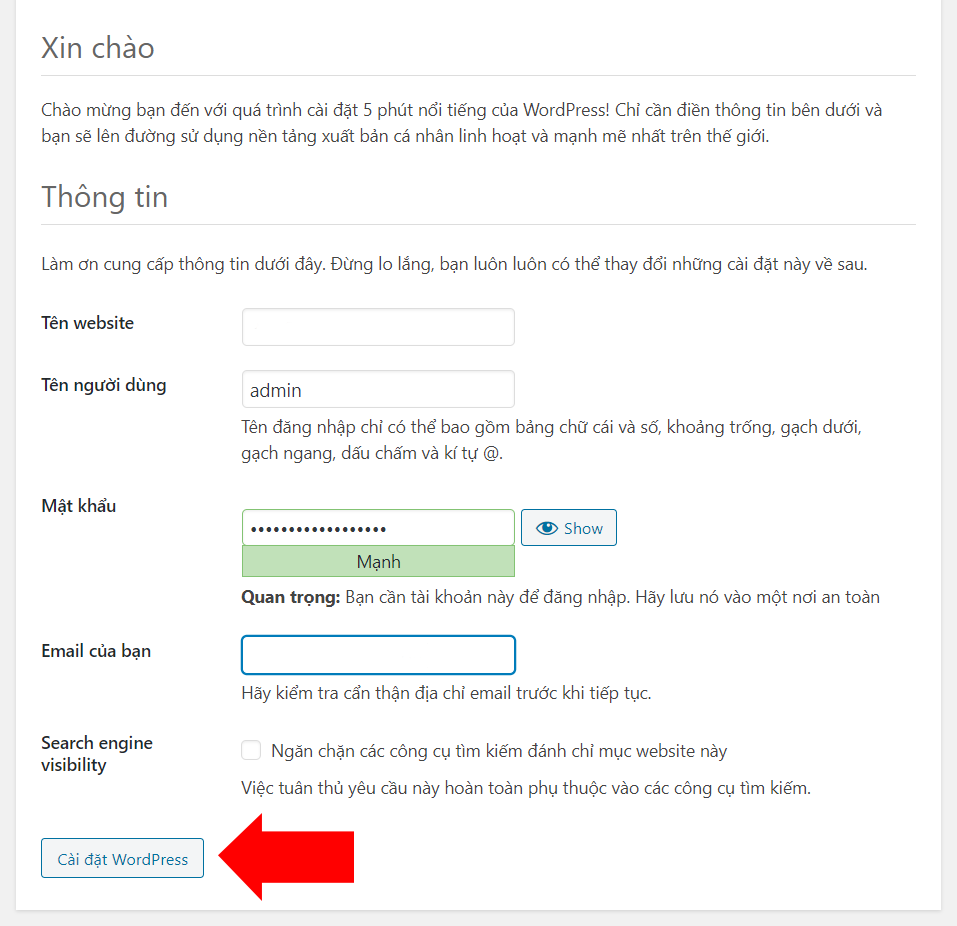 Xin chào
Chào mừng bạn đến với quá trình cài đặt 5 phút nổi tiếng của WordPress! Chỉ cần điền thông tin bên dưới và
bạn sẽ lên đường sử dụng nền tảng xuất bản cá nhân linh hoạt và mạnh mẽ nhất trên thế giới.
Thông tin
Làm ơn cung cấp thông tin dưới đây. Đừng lo lắng, bạn luôn luôn có thể thay đổi những cài đặt này về sau.
Tên website
Tên người dùng
admin
Tên đăng nhập chỉ có thể bao gồm bảng chữ cái và số, khoảng trống, gạch dưới,
gạch ngang, dấu chấm và kí tự @.
Mật khẩu
••••••••••••••••••
Show
Mạnh
Quan trọng: Bạn cần tài khoản này để đăng nhập. Hãy lưu nó vào một nơi an toàn
Email của bạn
Hãy kiểm tra cẩn thận địa chỉ email trước khi tiếp tục.
Search engine
visibility
Ngăn chặn các công cụ tìm kiếm đánh chỉ mục website này
Việc tuân thủ yêu cầu này hoàn toàn phụ thuộc vào các công cụ tìm kiếm.
Cài đặt WordPress